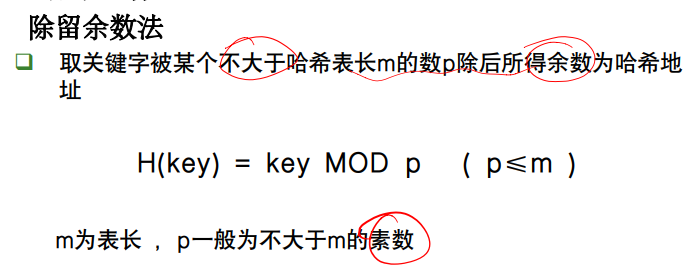 除留余数法
取关键字被某个不大于哈希表长m的数p除后所得余数为哈希地
址
H(key) = key MOD p ( p≤m )
m为表长 , p一般为不大于m的素数